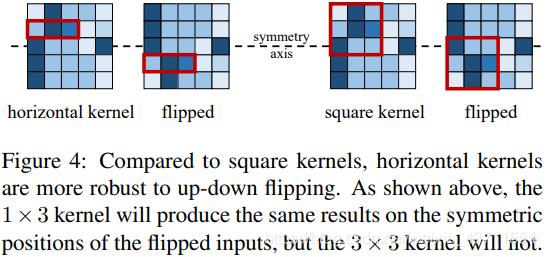 symmetry
axis
horizontal kernel flipped square kernel flipped
Figure 4: Compared to square kernels, horizontal kernels
are more robust to up-down flipping. As shown above, the
1 × 3 kernel will produce the same results on the symmetric
positions of the flipped inputs, but the 3 × 3 kernel will not.